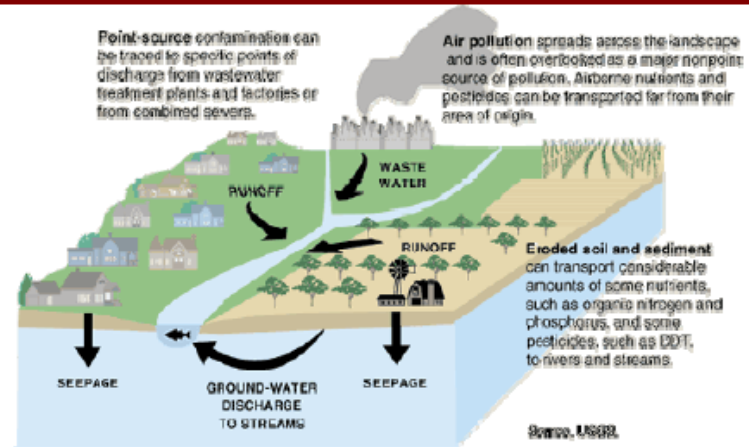 Point-source contamination can
be traced to specific points of
discharge from wastewater
treatment plants and factories or
from combined sewers.
Air pollution spreads across the landscape
and is often overlooked as a major nonpoint
source of pollution. Airborne nutrients and
pesticides can be transported far from their
area of origin.
WASTE
WATER
RUNOFF
RUNOFF
Eroded soil and sediment
can transport considerable
amounts of some nutrients,
such as organic nitrogen and
phosphorus, and some
pesticides, such as DDT,
to rivers and streams.
SEEPAGE
GROUND-WATER
DISCHARGE
TO STREAMS
SEEPAGE
Source, USGS.